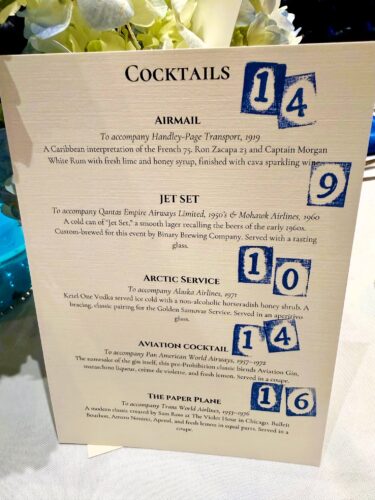 COCKTAILS
14
AIRMAIL
To accompany Handley-Page Transport, 1919
A Caribbean interpretation of the French 75. Ron Zacapa 23 and Captain Morgan
White Rum with fresh lime and honey syrup, finished with cava sparkling wine.
9
JET SET
To accompany Qantas Empire Airways Limited, 1950's & Mohawk Airlines, 1960
A cold can of "Jet Set," a smooth lager recalling the beers of the early 1960s.
Custom-brewed for this event by Binary Brewing Company. Served with a tasting
glass.
10
ARCTIC SERVICE
To accompany Alaska Airlines, 1971
Ketel One Vodka served ice cold with a non-alcoholic horseradish honey shrub. A
bracing, classic pairing for the Golden Samovar Service. Served in an aperitivo
glass.
14
AVIATION COCKTAIL
To accompany Pan American World Airways, 1957–1972
The namesake of the gin itself, this pre-Prohibition classic blends Aviation Gin,
maraschino liqueur, crème de violette, and fresh lemon. Served in a coupe.
16
THE PAPER PLANE
To accompany Trans World Airlines, 1953–1976
A modern classic created by Sam Ross at The Violet Hour in Chicago. Bulleit
Bourbon, Amaro Nonino, Aperol, and fresh lemon in equal parts. Served in a
coupe.